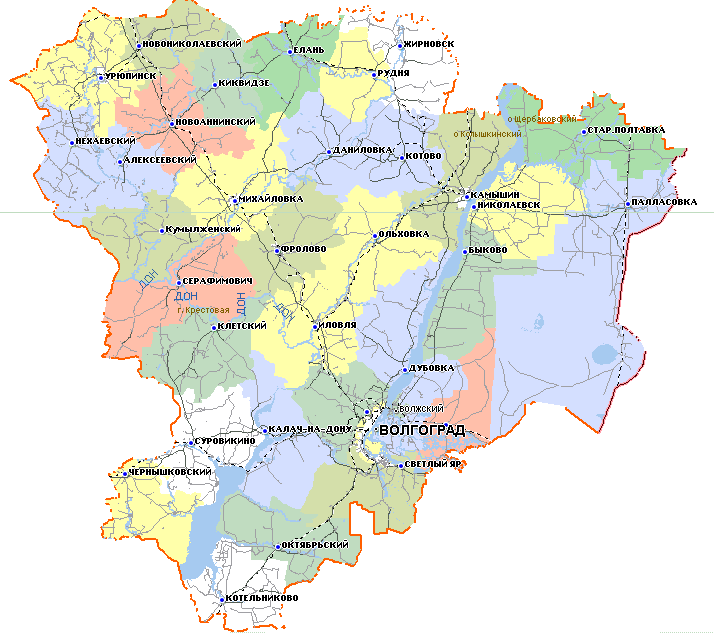 НОВОНИКОЛАЕВСКИЙ
ЕЛАНЬ
ЖИРНОВСК
УРЮПИНСК
КИКВИДЗЕ
РУДНЯ
НОВОАННИНСКИЙ
о.Щербаковский
СТАР.ПОЛТАВКА
НЕХАЕВСКИЙ
о.Камышинский
АЛЕКСЕЕВСКИЙ
ДАНИЛОВКА
КОТОВО
МИХАЙЛОВКА
КАМЫШИН
НИКОЛАЕВСК
ПАЛЛАСОВКА
КУМЫЛЖЕНСКИЙ
ОЛЬХОВКА
ФРОЛОВО
БЫКОВО
ДОН
СЕРАФИМОВИЧ
ДОН
ДОН
г.Крестовая
ДОН
КЛЕТСКИЙ
ИЛОВЛЯ
ДУБОВКА
ВОЛЖСКИЙ
КАЛАЧ-НА-ДОНУ
ВОЛГОГРАД
СУРОВИКИНО
ЧЕРНЫШКОВСКИЙ
СВЕТЛЫЙ ЯР
ОКТЯБРЬСКИЙ
КОТЕЛЬНИКОВО